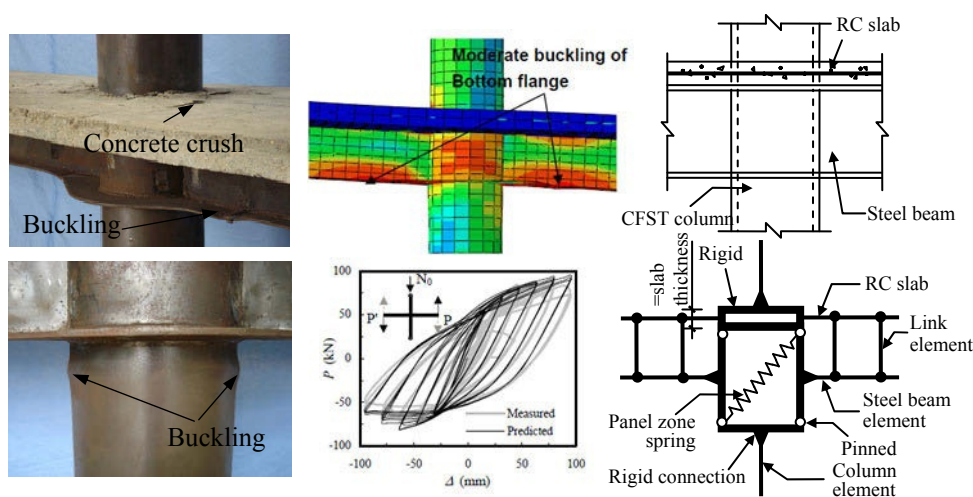 Concrete crush
Buckling
Moderate buckling of
Bottom flange
RC slab
CFST column
Steel beam
Buckling
100
50
0
-50
-100
P (kN)
N0
P'
P
Measured
Predicted
-100
-50
0
50
100
Δ (mm)
=slab
thickness
Rigid
RC slab
Link
element
Steel beam
element
Panel zone
spring
Pinned
Rigid connection
Column element